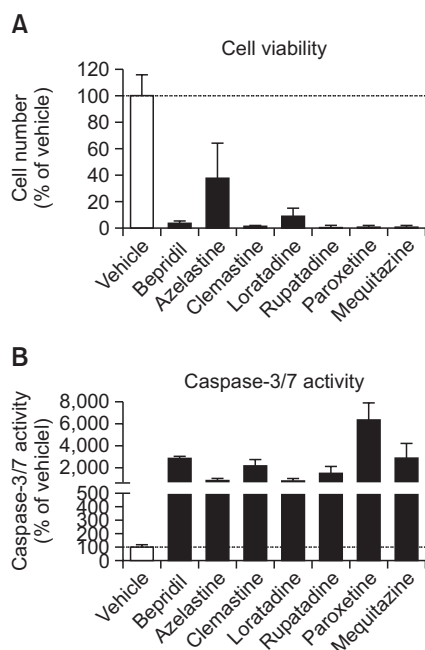 A
Cell viability
Cell number
(% of vehicle)
120
100
80
60
40
20
0
Vehicle
Bepridil
Azelastine
Clemastine
Loratadine
Rupatadine
Paroxetine
Mequitazine
B
Caspase-3/7 activity
Caspase-3/7 activity
(% of vehiclel)
8,000
6,000
4,000
2,000
500
400
300
200
100
0
Vehicle
Bepridil
Azelastine
Clemastine
Loratadine
Rupatadine
Paroxetine
Mequitazine